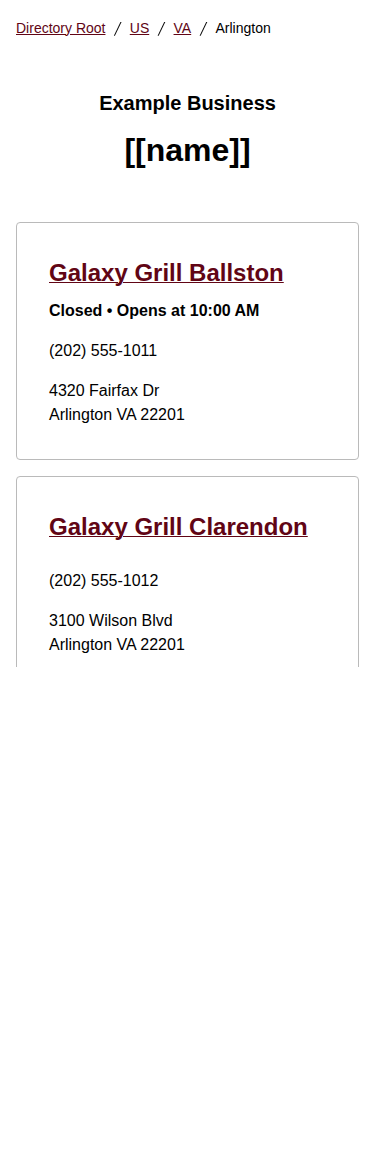 Directory Root / US / VA / Arlington
Example Business
[[name]]
Galaxy Grill Ballston
Closed • Opens at 10:00 AM
(202) 555-1011
4320 Fairfax Dr
Arlington VA 22201
Galaxy Grill Clarendon
(202) 555-1012
3100 Wilson Blvd
Arlington VA 22201